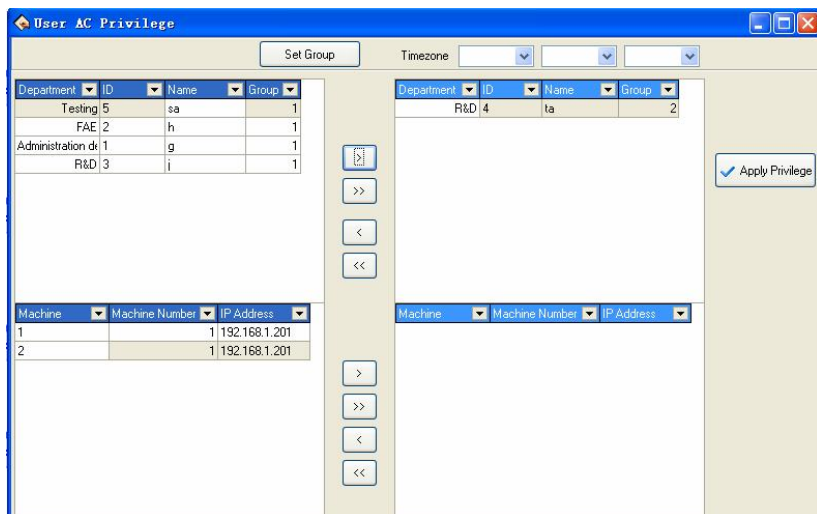 User AC Privilege
Set Group Timezone
Department ID Name Group
Testing 5 sa 1
FAE 2 h 1
Administration de 1 g 1
R&D 3 j 1
Department ID Name Group
R&D 4 ta 2
>
>>
<
<<
Apply Privilege
Machine Machine Number IP Address
1 1 192.168.1.201
2 1 192.168.1.201
Machine Machine Number IP Address
>
>>
<
<<